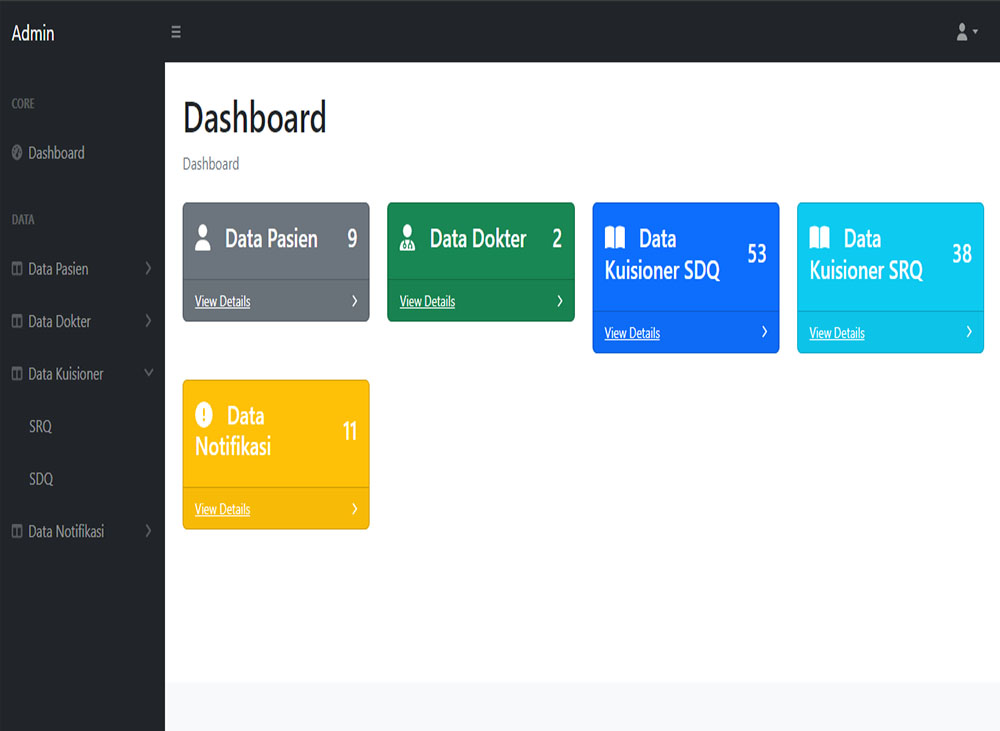 Admin
CORE
Dashboard
DATA
Data Pasien
Data Dokter
Data Kuisioner
SRQ
SDQ
Data Notifikasi
Dashboard
Dashboard
Data Pasien 9
View Details
Data Dokter 2
View Details
Data
Kuisioner SDQ
53
View Details
Data
Kuisioner SRQ
38
View Details
Data
Notifikasi
11
View Details